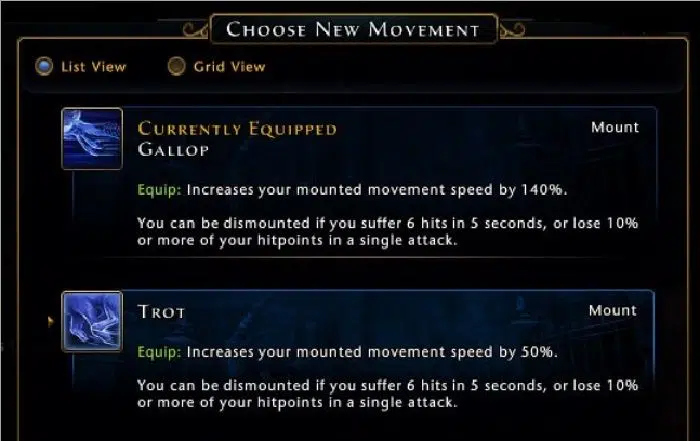 Choose New Movement
List View
Grid View
Currently Equipped
Mount
Gallop
Equip: Increases your mounted movement speed by 140%.
You can be dismounted if you suffer 6 hits in 5 seconds, or lose 10%
or more of your hitpoints in a single attack.
Trot
Mount
Equip: Increases your mounted movement speed by 50%.
You can be dismounted if you suffer 6 hits in 5 seconds, or lose 10%
or more of your hitpoints in a single attack.